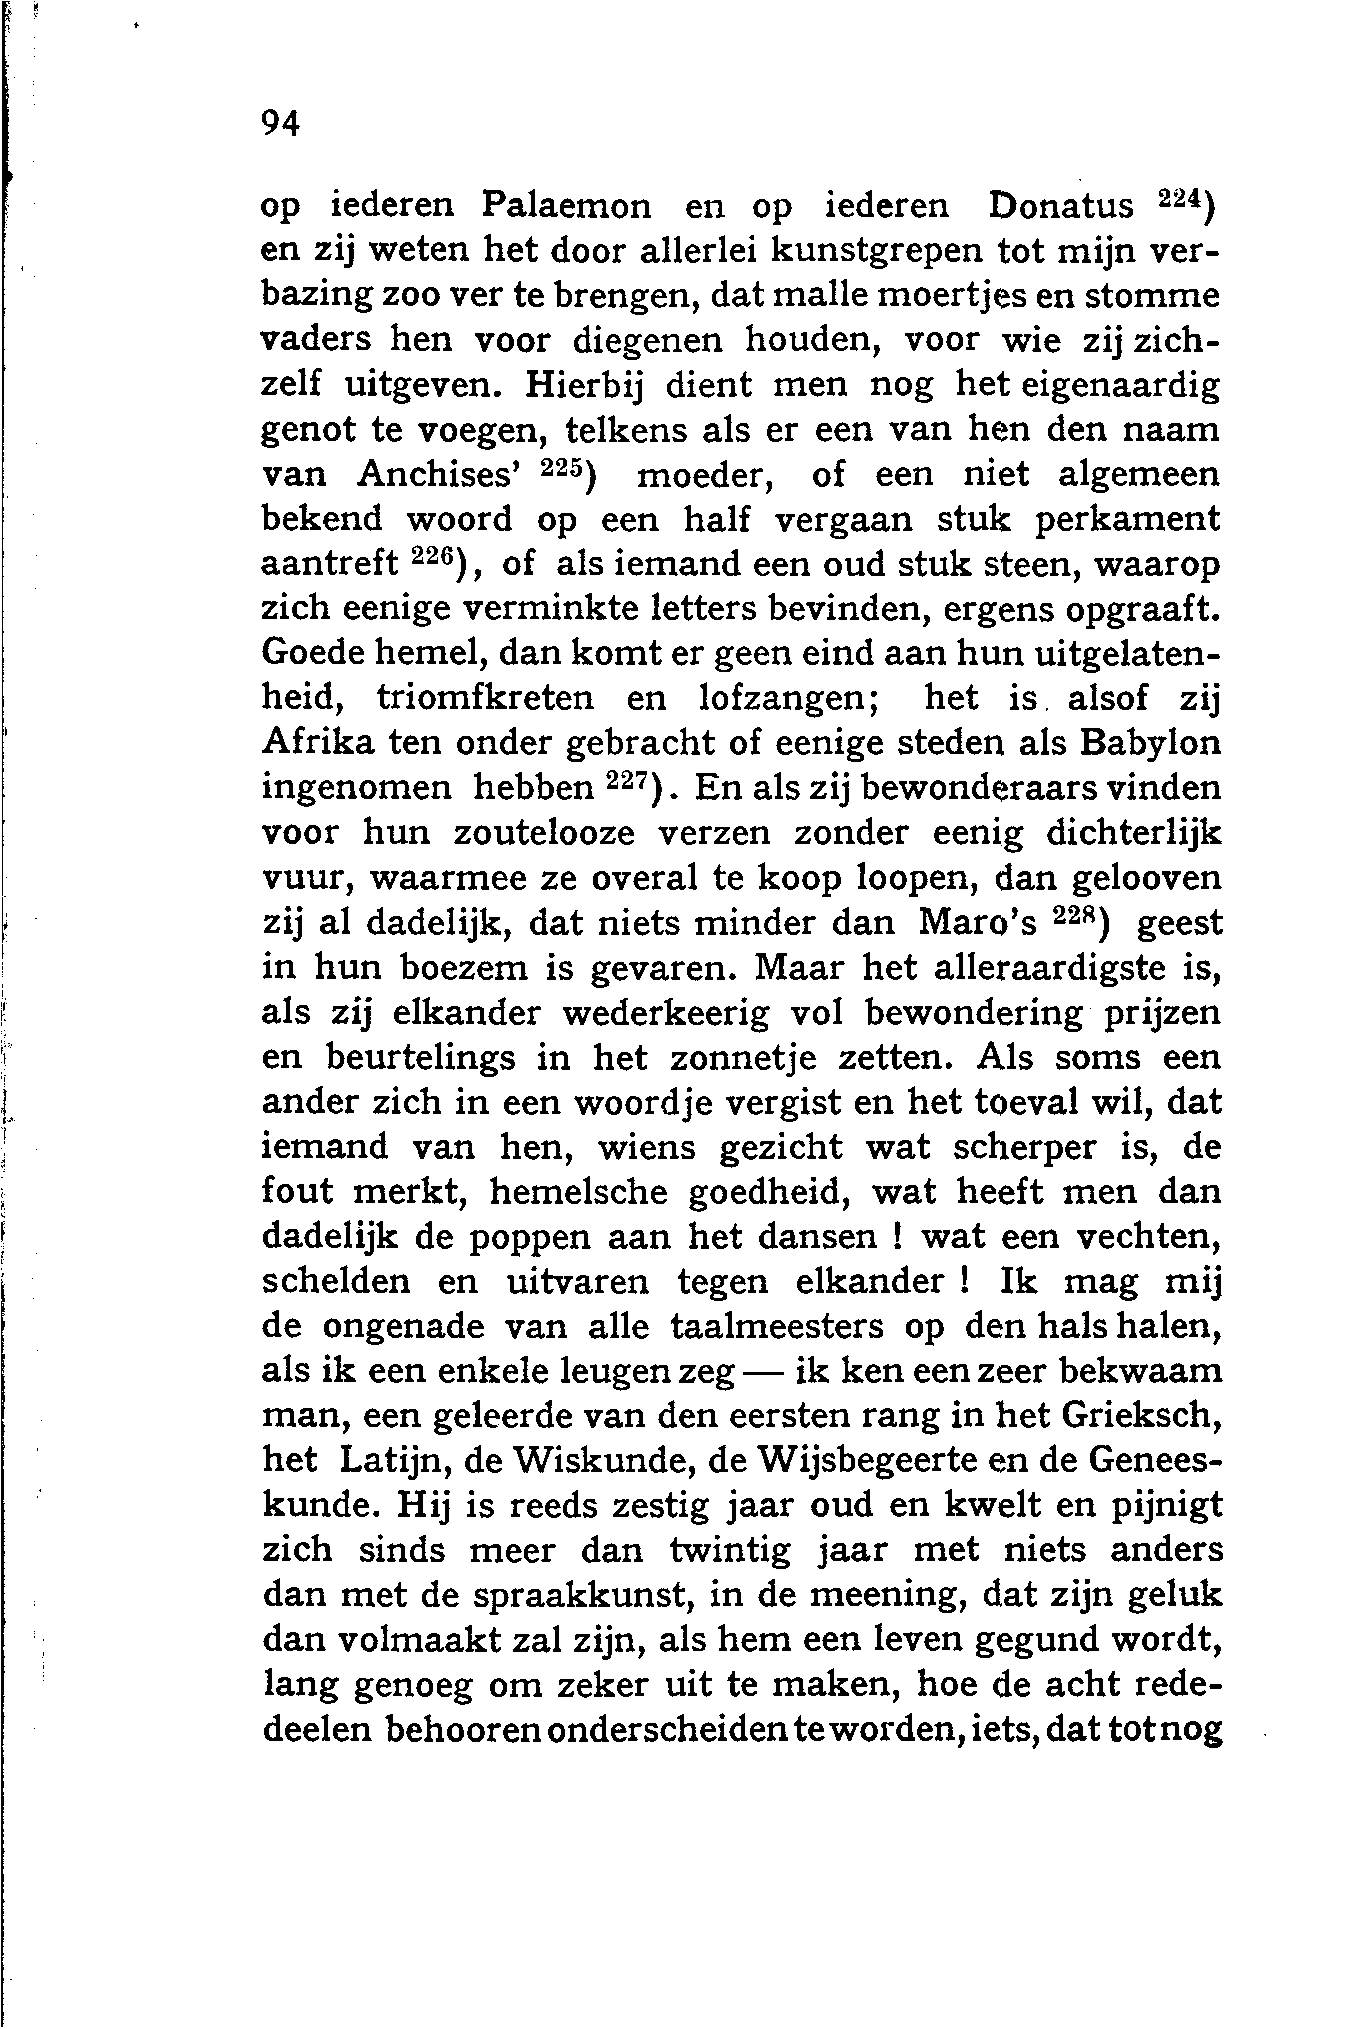 94
op iederen Palaemon en op iederen Donatus ²²⁴)
en zij weten het door allerlei kunstgrepen tot mijn ver-
bazing zoo ver te brengen, dat malle moertjes en stomme
vaders hen voor diegenen houden, voor wie zij zich-
zelf uitgeven. Hierbij dient men nog het eigenaardig
genot te voegen, telkens als er een van hen den naam
van Anchises’ ²²⁵) moeder, of een niet algemeen
bekend woord op een half vergaan stuk perkament
aantreft ²²⁶), of als iemand een oud stuk steen, waarop
zich eenige verminkte letters bevinden, ergens opgraaft.
Goede hemel, dan komt er geen eind aan hun uitgelaten-
heid, triomfkreten en lofzangen; het is alsof zij
Afrika ten onder gebracht of eenige steden als Babylon
ingenomen hebben ²²⁷). En als zij bewonderaars vinden
voor hun zoutelooze verzen zonder eenig dichterlijk
vuur, waarmee ze overal te koop loopen, dan gelooven
zij al dadelijk, dat niets minder dan Maro’s ²²⁸) geest
in hun boezem is gevaren. Maar het alleraardigste is,
als zij elkander wederkeerig vol bewondering prijzen
en beurtelings in het zonnetje zetten. Als soms een
ander zich in een woordje vergist en het toeval wil, dat
iemand van hen, wiens gezicht wat scherper is, de
fout merkt, hemelsche goedheid, wat heeft men dan
dadelijk de poppen aan het dansen ! wat een vechten,
schelden en uitvaren tegen elkander ! Ik mag mij
de ongenade van alle taalmeesters op den hals halen,
als ik een enkele leugen zeg — ik ken een zeer bekwaam
man, een geleerde van den eersten rang in het Grieksch,
het Latijn, de Wiskunde, de Wijsbegeerte en de Genees-
kunde. Hij is reeds zestig jaar oud en kwelt en pijnigt
zich sinds meer dan twintig jaar met niets anders
dan met de spraakkunst, in de meening, dat zijn geluk
dan volmaakt zal zijn, als hem een leven gegund wordt,
lang genoeg om zeker uit te maken, hoe de acht rede-
deelen behooren onderscheiden te worden, iets, dat tot nog